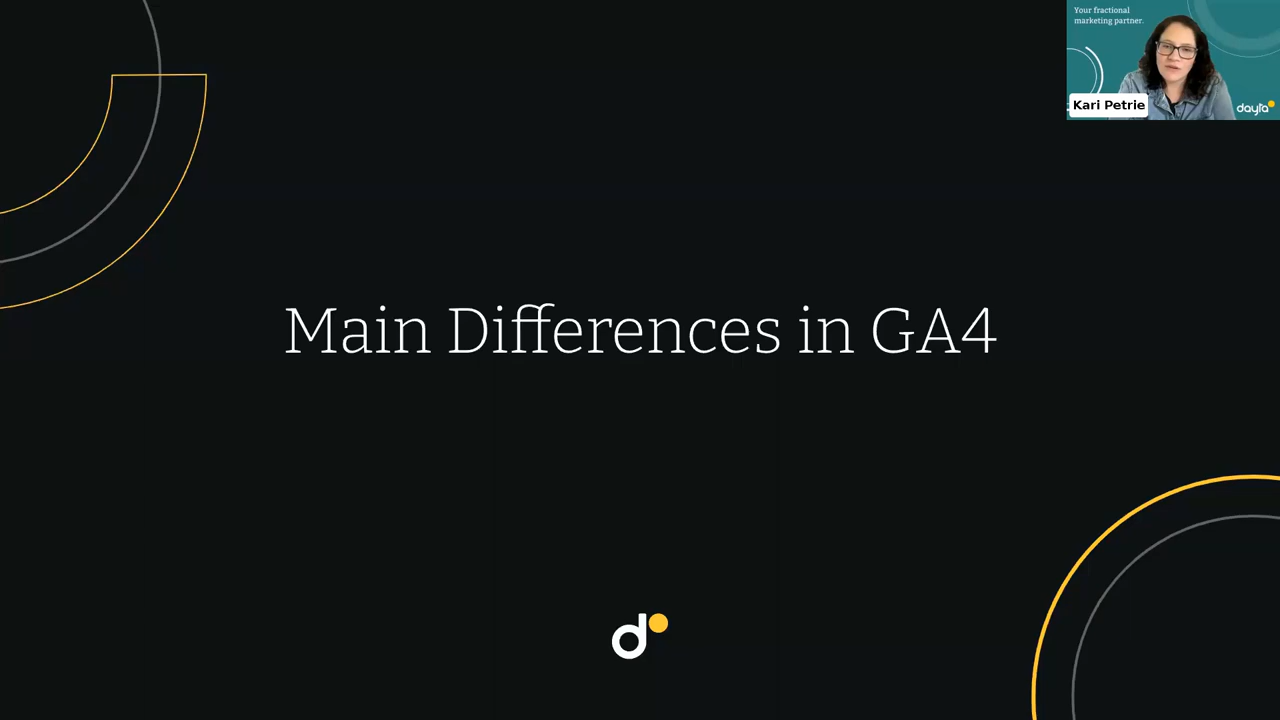 Your fractional
marketing partner.
Kari Petrie
dayta
Main Differences in GA4
d